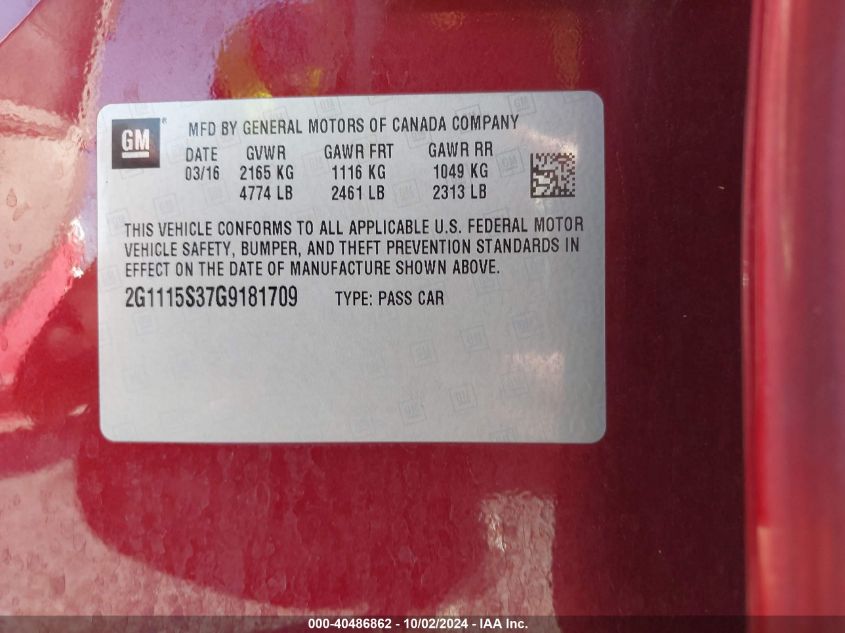 GM
MFD BY GENERAL MOTORS OF CANADA COMPANY
DATE GVWR GAWR FRT GAWR RR
03/16 2165 KG 1116 KG 1049 KG
4774 LB 2461 LB 2313 LB
THIS VEHICLE CONFORMS TO ALL APPLICABLE U.S. FEDERAL MOTOR
VEHICLE SAFETY, BUMPER, AND THEFT PREVENTION STANDARDS IN
EFFECT ON THE DATE OF MANUFACTURE SHOWN ABOVE.
2G1115S37G9181709 TYPE: PASS CAR
000-40486862 - 10/02/2024 - IAA Inc.